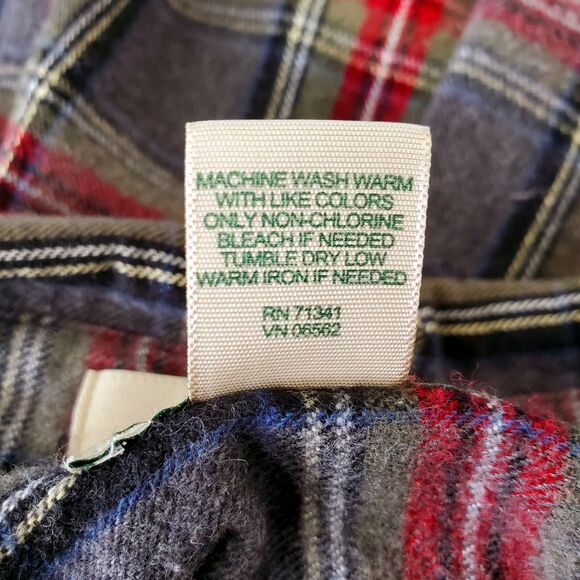 MACHINE WASH WARM
WITH LIKE COLORS
ONLY NON-CHLORINE
BLEACH IF NEEDED
TUMBLE DRY LOW
WARM IRON IF NEEDED
RN 71341
VN 06562